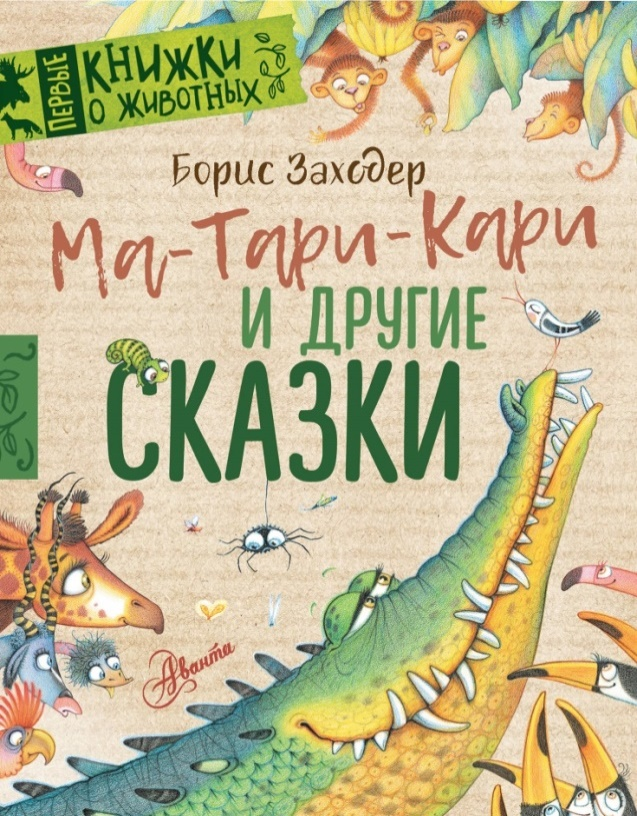 ПЕРВЫЕ
КНИЖКИ
О ЖИВОТНЫХ
Борис Заходер
Ма-Тари-Кари
И ДРУГИЕ
СКАЗКИ
Аванта